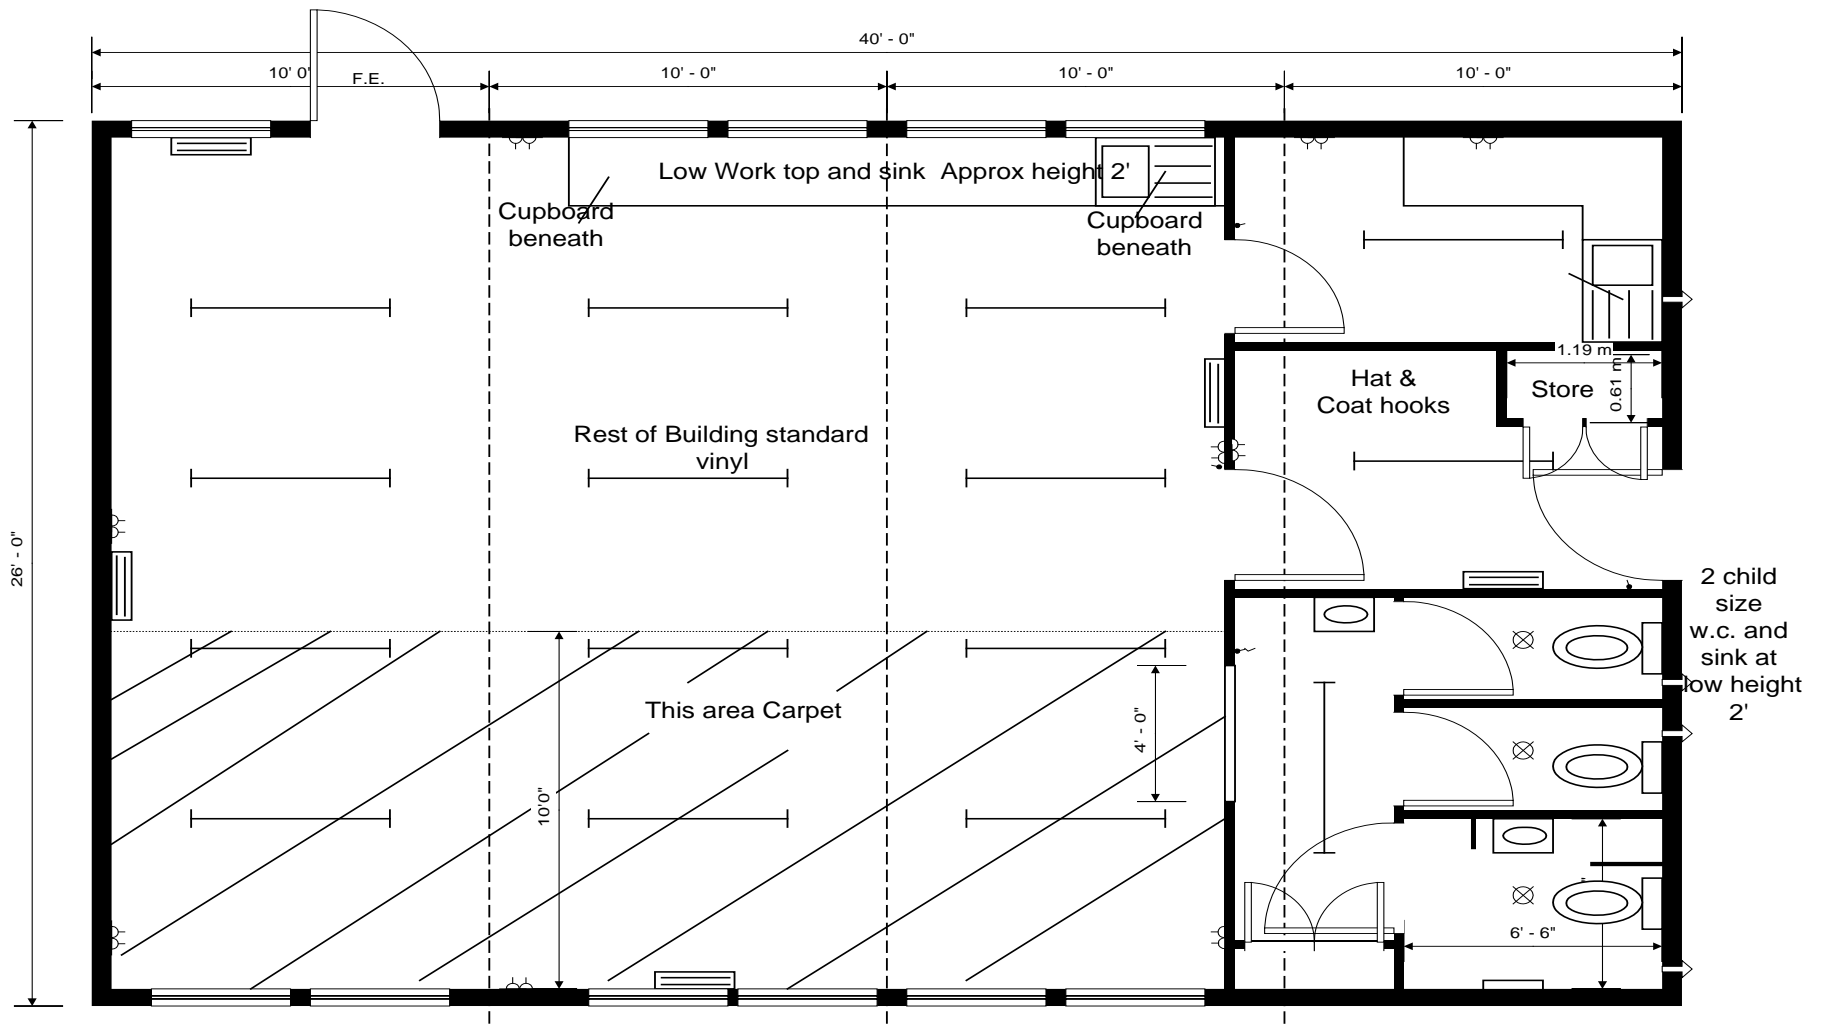 40' - 0"
10' 0"
F.E.
10' - 0"
10' - 0"
10' - 0"
Low Work top and sink  Approx height 2'
Cupboard
beneath
Cupboard
beneath
1.19 m
0.61 m
Store
Hat &
Coat hooks
Rest of Building standard
vinyl
26' - 0"
2 child
size
w.c. and
sink at
low height
2'
This area Carpet
4' - 0"
10'0"
6' - 6"